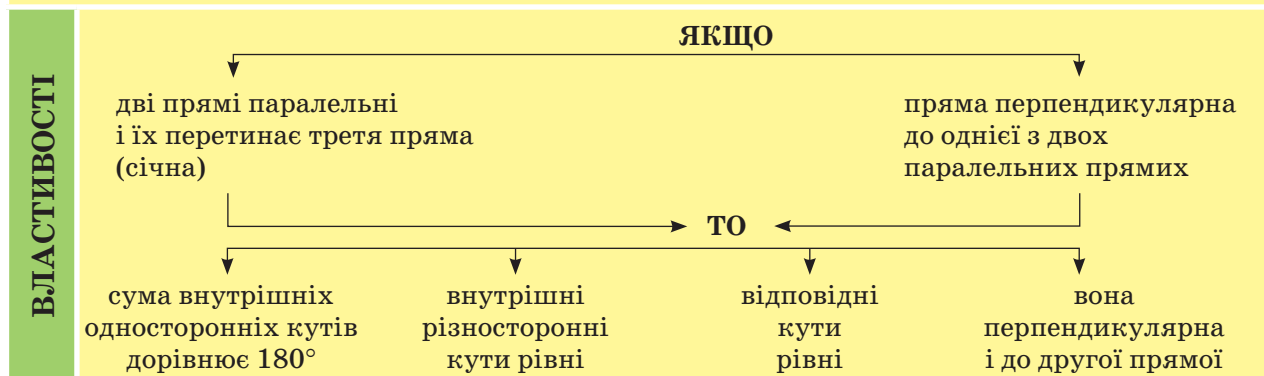 ВЛАСТИВОСТІ
ЯКЩО
дві прямі паралельні
і їх перетинає третя пряма
(січна)
пряма перпендикулярна
до однієї з двох
паралельних прямих
ТО
сума внутрішніх
односторонніх кутів
дорівнює 180°
внутрішні
різносторонні
кути рівні
відповідні
кути
рівні
вона
перпендикулярна
і до другої прямої